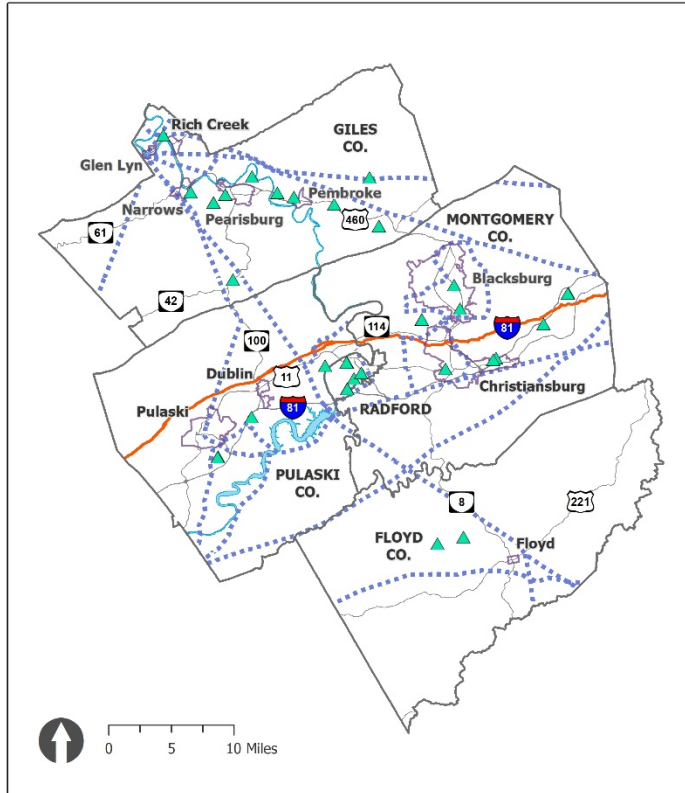 Rich Creek
GILES
CO.
Glen Lyn
Narrows
Pembroke
Pearisburg
460
61
MONTGOMERY
CO.
Blacksburg
42
114
81
100
Dublin
11
Christiansburg
Pulaski
81
RADFORD
PULASKI
CO.
8
221
FLOYD
CO.
Floyd
0 5 10 Miles